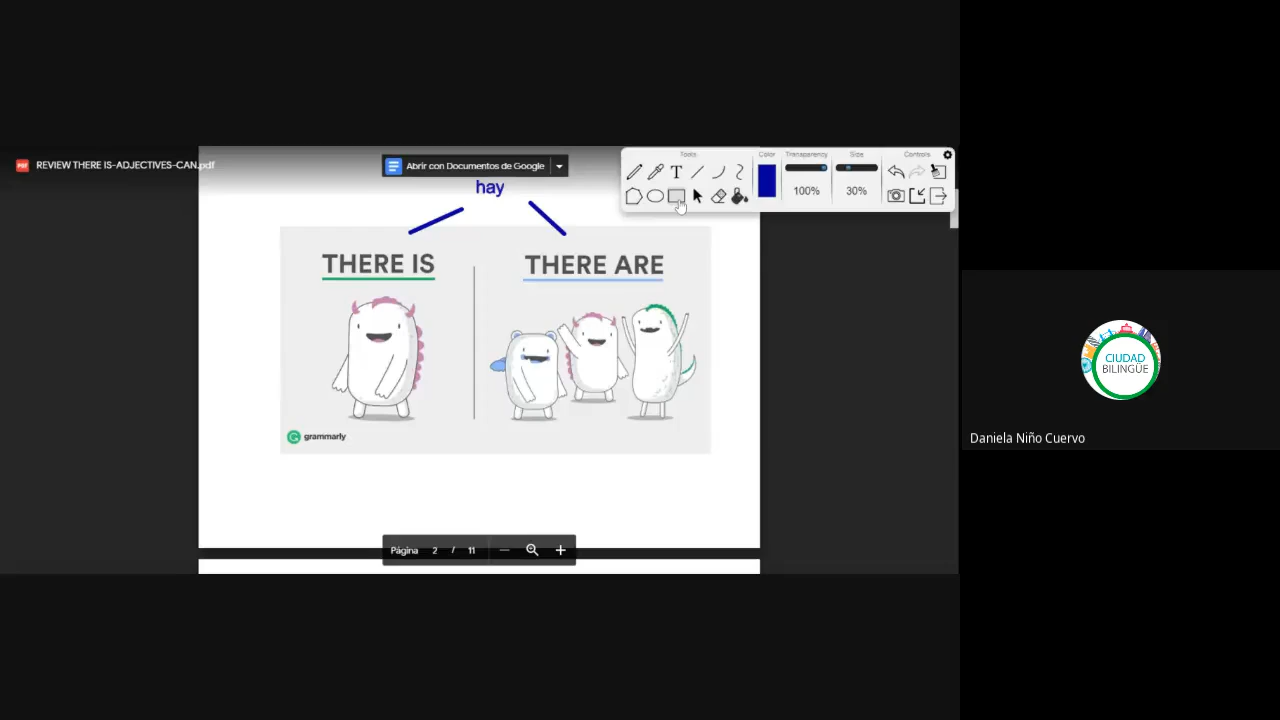 REVIEW THERE IS-ADJECTIVES-CAN.pdf
Abrir con Documentos de Google
Tools
Color
Transparency
Size
Controls
100%
30%
hay
THERE IS
THERE ARE
grammarly
Página 2 / 11
CIUDAD
BILINGÜE
Daniela Niño Cuervo